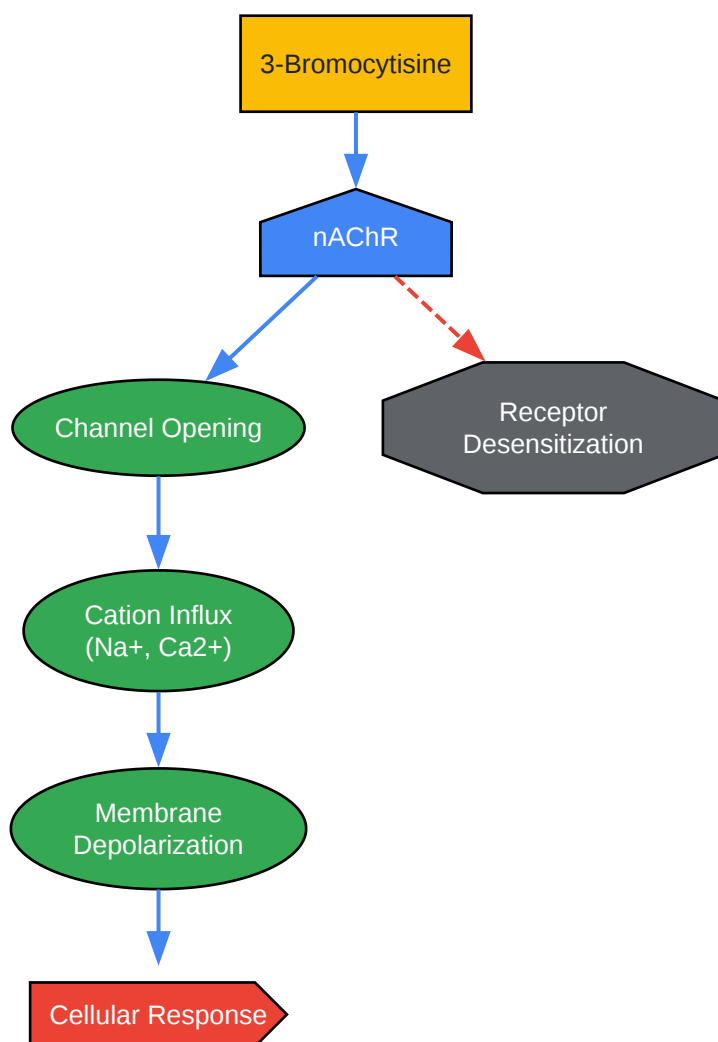 3-Bromocytisine
nAChR
Channel Opening
Receptor
Desensitization
Cation Influx
(Na+, Ca2+)
Membrane
Depolarization
Cellular Response